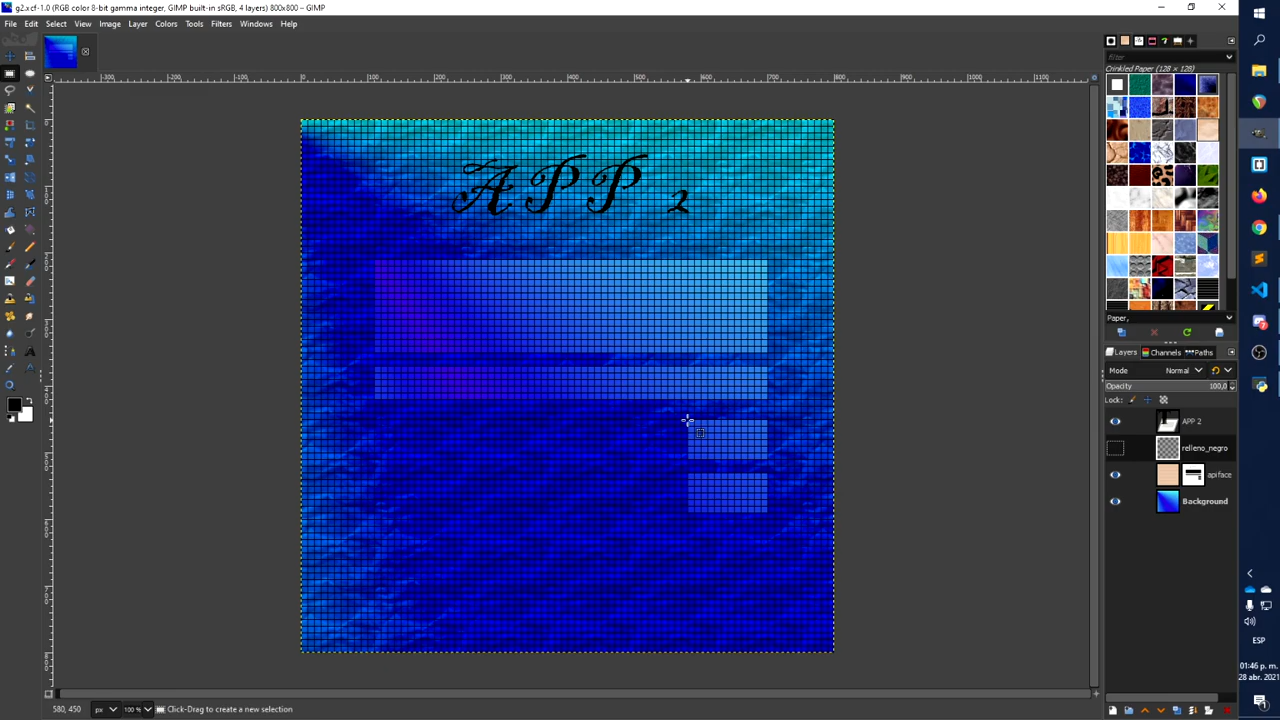 g2.xcf-1.0 (RGB color 8-bit gamma integer, GIMP built-in sRGB, 4 layers) 800x800 – GIMP
File Edit Select View Image Layer Colors Tools Filters Windows Help
filter
Crinkled Paper (128 × 128)
APP 2
Paper,
Layers Channels Paths
Mode Normal
Opacity 100,0
Lock:
APP 2
relleno_negro
apiface
Background
ESP
01:46 p. m.
28 abr. 2021
580, 450 px 100 % Click-Drag to create a new selection